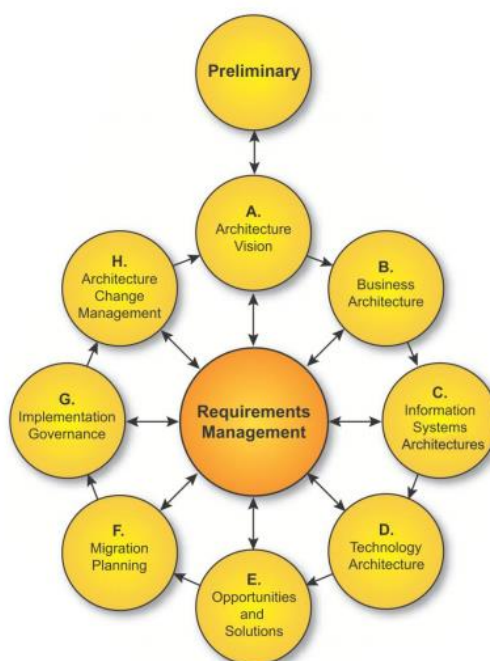 Preliminary
A.
Architecture
Vision
B.
Business
Architecture
C.
Information
Systems
Architectures
D.
Technology
Architecture
E.
Opportunities
and
Solutions
F.
Migration
Planning
G.
Implementation
Governance
H.
Architecture
Change
Management
Requirements
Management